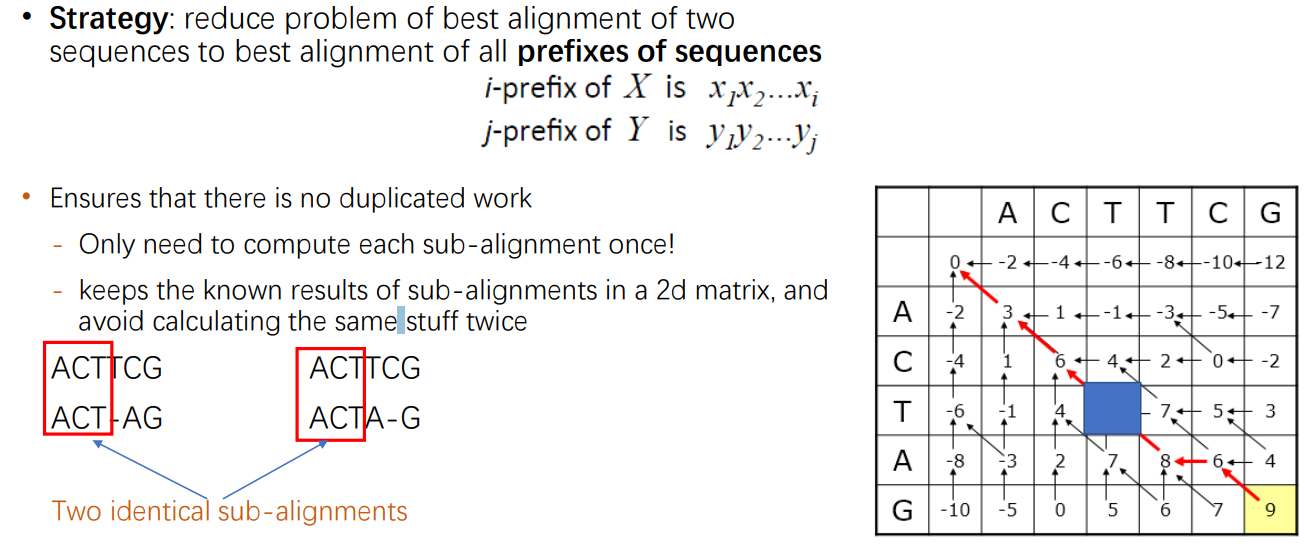 • Strategy: reduce problem of best alignment of two
sequences to best alignment of all prefixes of sequences
i-prefix of X is x1x2...xi
j-prefix of Y is y1y2...yj
• Ensures that there is no duplicated work
- Only need to compute each sub-alignment once!
- keeps the known results of sub-alignments in a 2d matrix, and
avoid calculating the same stuff twice
ACTTCG
ACT-AG
ACTTCG
ACTA-G
Two identical sub-alignments
A C T T C G
0 -2 -4 -6 -8 -10 -12
A -2 3 1 -1 -3 -5 -7
C -4 1 6 4 2 0 -2
T -6 -1 4 7 5 3
A -8 -3 2 7 8 6 4
G -10 -5 0 5 6 7 9